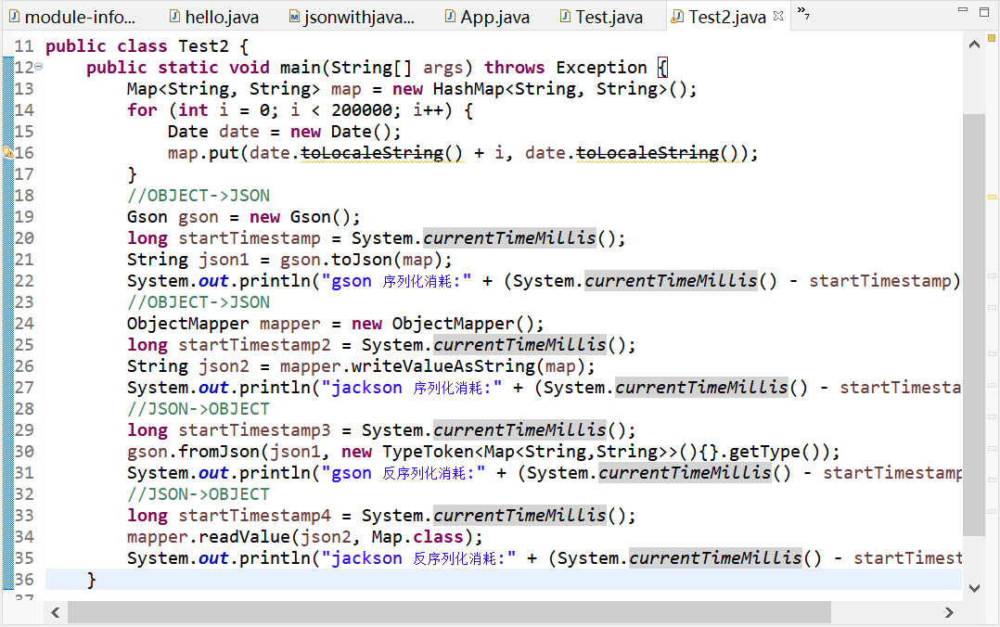 module-info... hello.java jsonwithjava... App.java Test.java Test2.java »7
11 public class Test2 {
12 public static void main(String[] args) throws Exception {
13 Map<String, String> map = new HashMap<String, String>();
14 for (int i = 0; i < 200000; i++) {
15 Date date = new Date();
16 map.put(date.toLocaleString() + i, date.toLocaleString());
17 }
18 //OBJECT->JSON
19 Gson gson = new Gson();
20 long startTimestamp = System.currentTimeMillis();
21 String json1 = gson.toJson(map);
22 System.out.println("gson 序列化消耗:" + (System.currentTimeMillis() - startTimestamp)
23 //OBJECT->JSON
24 ObjectMapper mapper = new ObjectMapper();
25 long startTimestamp2 = System.currentTimeMillis();
26 String json2 = mapper.writeValueAsString(map);
27 System.out.println("jackson 序列化消耗:" + (System.currentTimeMillis() - startTimesta
28 //JSON->OBJECT
29 long startTimestamp3 = System.currentTimeMillis();
30 gson.fromJson(json1, new TypeToken<Map<String,String>>(){}.getType());
31 System.out.println("gson 反序列化消耗:" + (System.currentTimeMillis() - startTimestamp
32 //JSON->OBJECT
33 long startTimestamp4 = System.currentTimeMillis();
34 mapper.readValue(json2, Map.class);
35 System.out.println("jackson 反序列化消耗:" + (System.currentTimeMillis() - startTimest
36 }
37